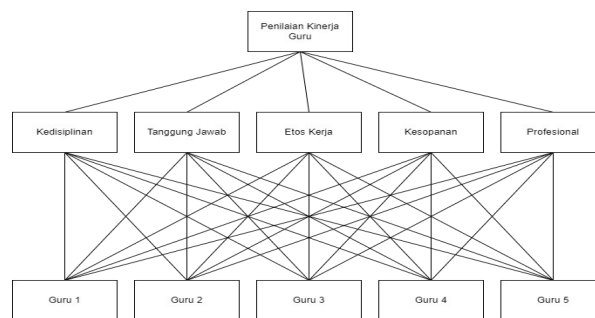 Penilaian Kinerja
Guru
Kedisiplinan
Tanggung Jawab
Etos Kerja
Kesopanan
Profesional
Guru 1
Guru 2
Guru 3
Guru 4
Guru 5